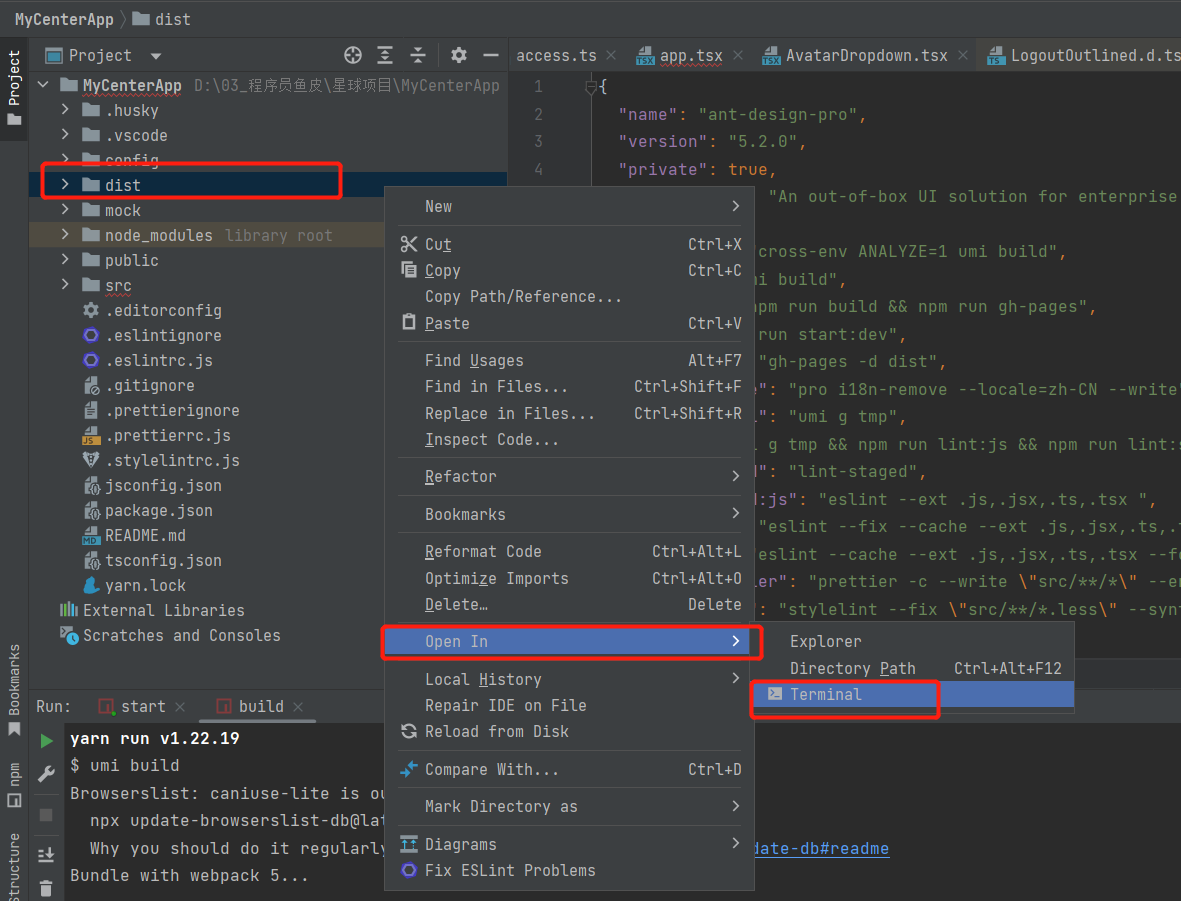 MyCenterApp dist
Project
access.ts app.tsx AvatarDropdown.tsx LogoutOutlined.d.ts
Project
MyCenterApp D:\03_程序员鱼皮\星球项目\MyCenterApp
.husky
.vscode
config
dist
mock
node_modules library root
public
src
.editorconfig
.eslintignore
.eslintrc.js
.gitignore
.prettierignore
.prettierrc.js
.stylelintrc.js
jsconfig.json
package.json
README.md
tsconfig.json
yarn.lock
External Libraries
Scratches and Consoles
1 {
2 "name": "ant-design-pro",
3 "version": "5.2.0",
4 "private": true,
"An out-of-box UI solution for enterprise
cross-env ANALYZE=1 umi build",
i build",
pm run build && npm run gh-pages",
run start:dev",
"gh-pages -d dist",
": "pro i18n-remove --locale=zh-CN --write"
": "umi g tmp",
g tmp && npm run lint:js && npm run lint:s
": "lint-staged",
:js": "eslint --ext .js,.jsx,.ts,.tsx ",
"eslint --fix --cache --ext .js,.jsx,.ts,.
eslint --cache --ext .js,.jsx,.ts,.tsx --fo
er": "prettier -c --write \"src/**/*\" --en
": "stylelint --fix \"src/**/*.less\" --synt
New
Cut Ctrl+X
Copy Ctrl+C
Copy Path/Reference...
Paste Ctrl+V
Find Usages Alt+F7
Find in Files... Ctrl+Shift+F
Replace in Files... Ctrl+Shift+R
Inspect Code...
Refactor
Bookmarks
Reformat Code Ctrl+Alt+L
Optimize Imports Ctrl+Alt+O
Delete… Delete
Open In
Local History
Repair IDE on File
Reload from Disk
Compare With... Ctrl+D
Mark Directory as
Diagrams
Fix ESLint Problems
Explorer
Directory Path Ctrl+Alt+F12
Terminal
Bookmarks
npm
Structure
Run: start build
yarn run v1.22.19
$ umi build
Browserslist: caniuse-lite is ou
npx update-browserslist-db@lat
Why you should do it regularly date-db#readme
Bundle with webpack 5...